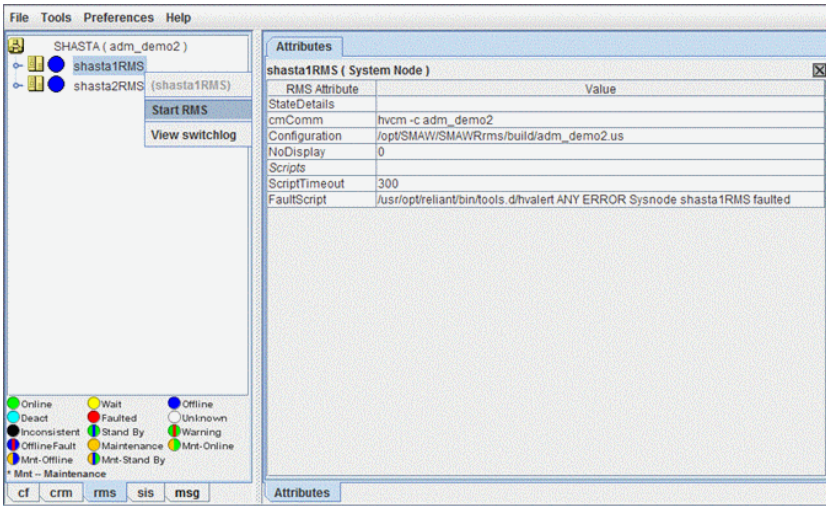 File Tools Preferences Help
SHASTA ( adm_demo2 )
shasta1RMS
shasta2RMS
(shasta1RMS)
Start RMS
View switchlog
Online Wait Offline
Deact Faulted Unknown
Inconsistent Stand By Warning
OfflineFault Maintenance Mnt-Online
Mnt-Offline Mnt-Stand By
* Mnt -- Maintenance
cf crm rms sis msg
Attributes
shasta1RMS ( System Node )
RMS Attribute Value
StateDetails
cmComm hvcm -c adm_demo2
Configuration /opt/SMAW/SMAWRrms/build/adm_demo2.us
NoDisplay 0
Scripts
ScriptTimeout 300
FaultScript /usr/opt/reliant/bin/tools.d/hvalert ANY ERROR Sysnode shasta1RMS faulted
Attributes